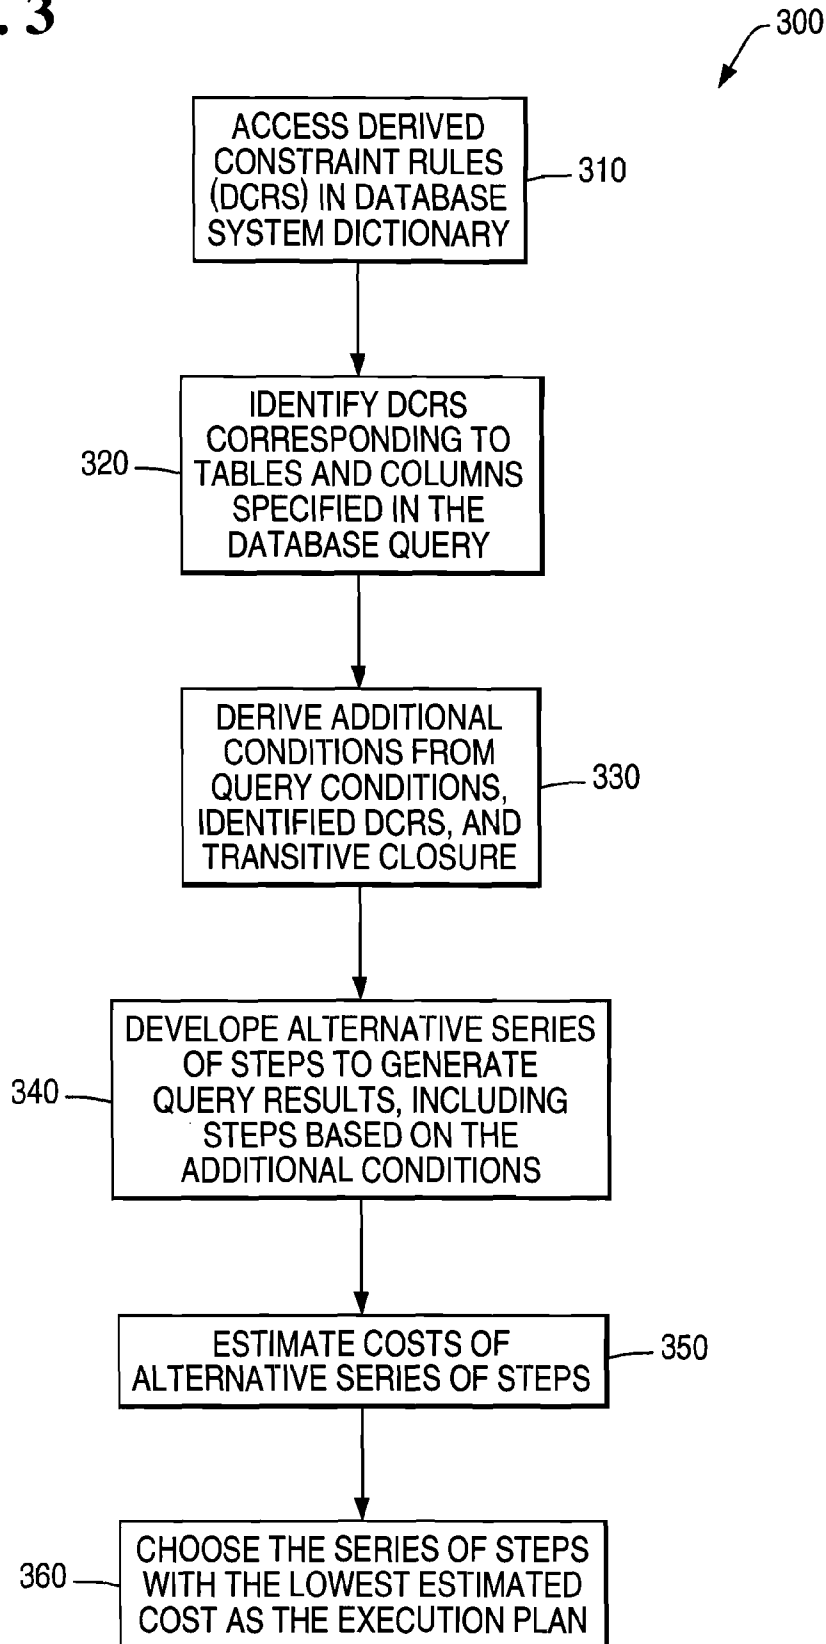 . 3
300
ACCESS DERIVED
CONSTRAINT RULES
(DCRS) IN DATABASE
SYSTEM DICTIONARY
310
IDENTIFY DCRS
CORRESPONDING TO
TABLES AND COLUMNS
SPECIFIED IN THE
DATABASE QUERY
320
DERIVE ADDITIONAL
CONDITIONS FROM
QUERY CONDITIONS,
IDENTIFIED DCRS, AND
TRANSITIVE CLOSURE
330
DEVELOPE ALTERNATIVE SERIES
OF STEPS TO GENERATE
QUERY RESULTS, INCLUDING
STEPS BASED ON THE
ADDITIONAL CONDITIONS
340
ESTIMATE COSTS OF
ALTERNATIVE SERIES OF STEPS
350
CHOOSE THE SERIES OF STEPS
WITH THE LOWEST ESTIMATED
COST AS THE EXECUTION PLAN
360